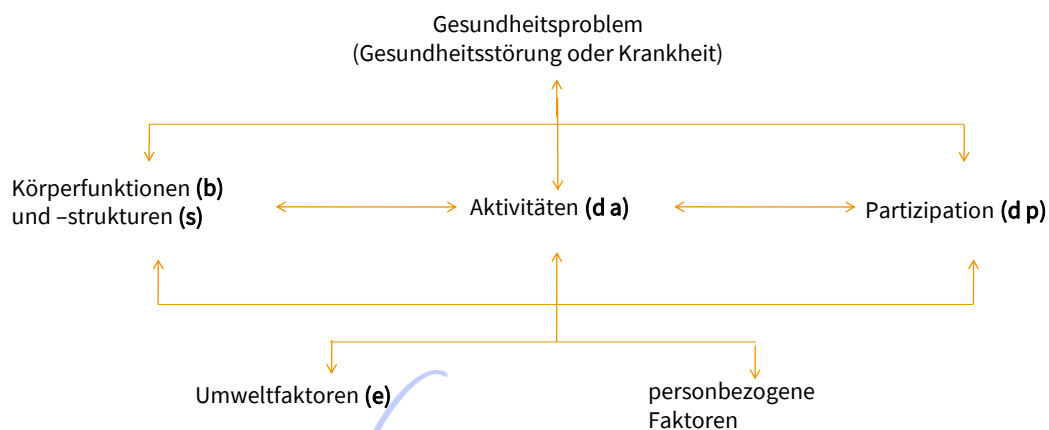 Gesundheitsproblem
(Gesundheitsstörung oder Krankheit)
Körperfunktionen (b)
und –strukturen (s)
Aktivitäten (d a)
Partizipation (d p)
Umweltfaktoren (e)
personbezogene
Faktoren